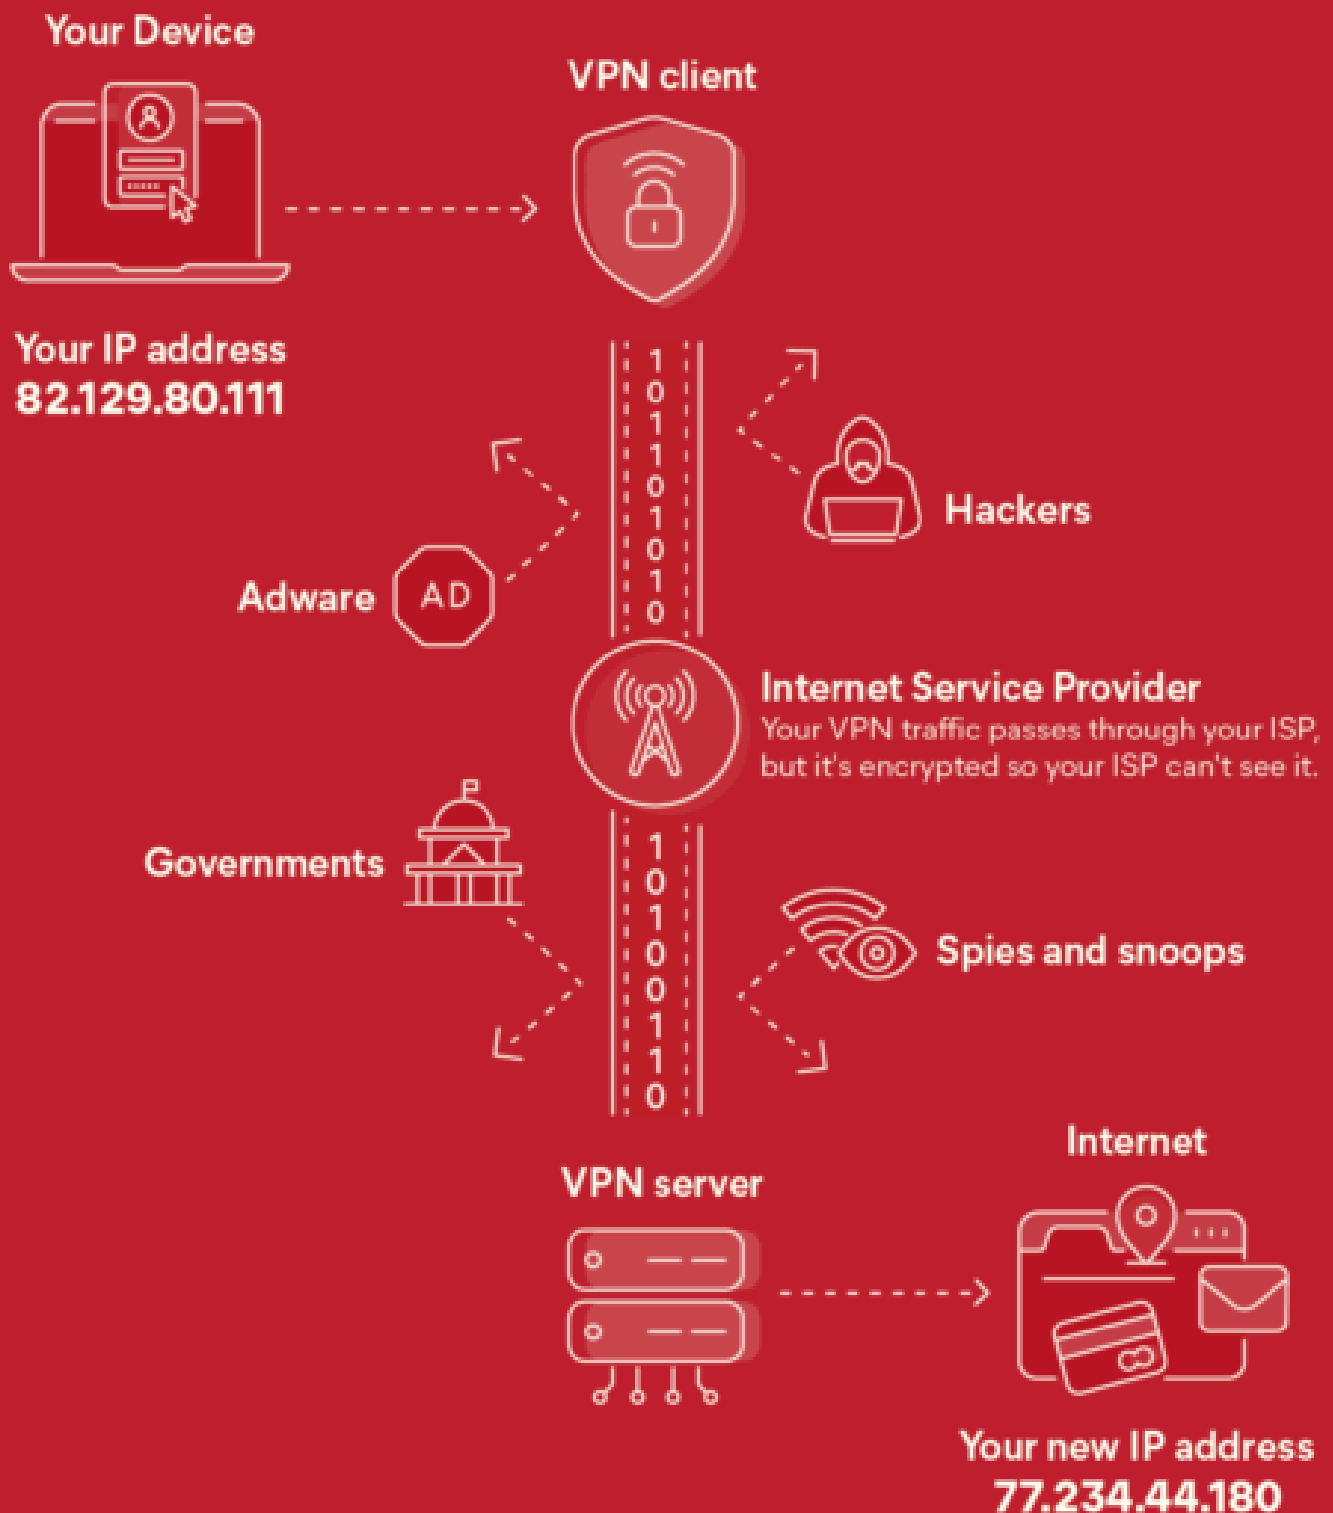 Your Device
VPN client
Your IP address
82.129.80.111
1
0
1
1
0
1
0
1
0
Hackers
Adware
AD
Internet Service Provider
Your VPN traffic passes through your ISP,
but it's encrypted so your ISP can't see it.
Governments
1
0
1
0
0
1
1
0
Spies and snoops
Internet
VPN server
Your new IP address
77.234.44.180